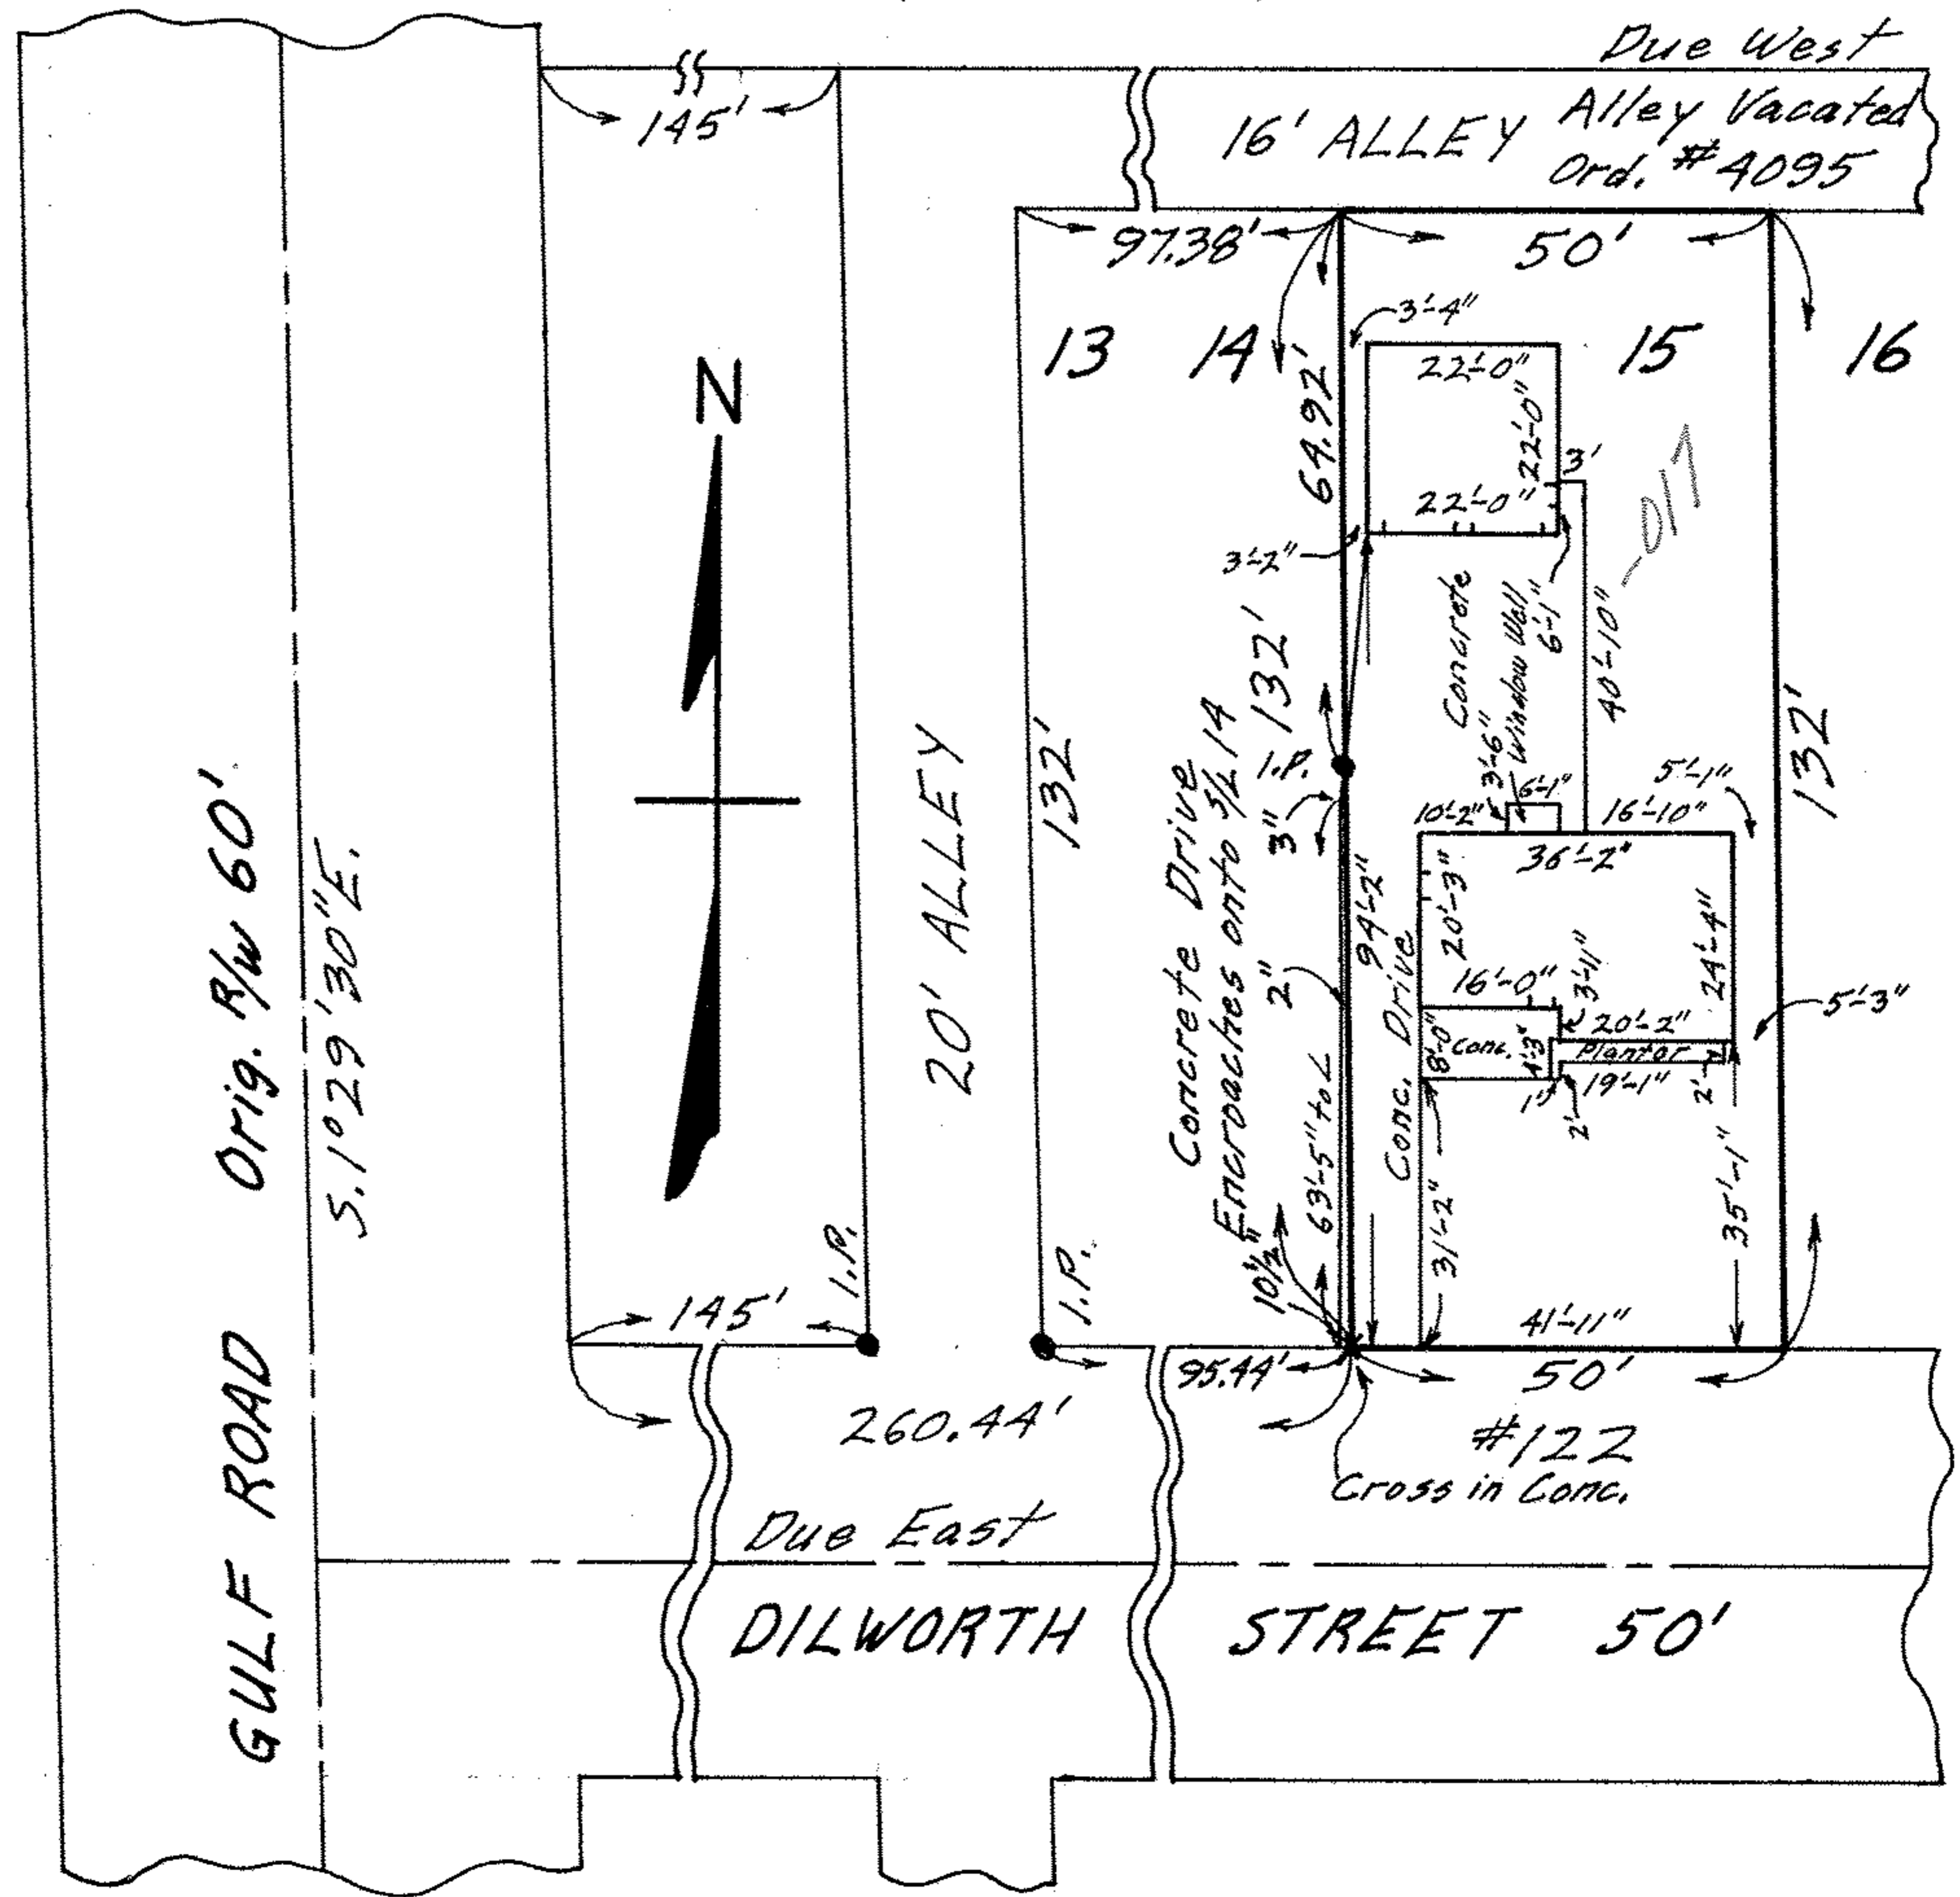 Due West
145'
16' ALLEY
Alley Vacated
Ord. #4095
97.38'
50'
13
14
15
16
N
3'-4"
22'-0"
22'-0"
22'-0"
64.92'
3'
3'-2"
-017
Concrete
Window Well
6'-1"
40'-10"
132'
132'
132'
I.P.
3"
3'-6"
6'-1"
10'-2"
16'-10"
5'-1"
36'-2"
Concrete Drive
Encroaches onto S/L 14
2"
94'-2"
20'-3"
Conc. Drive
16'-0"
3'-11"
24'-4"
20'-2"
5'-3"
8'-0"
Conc.
4'-3"
Plantor
19'-1"
1'
2'
2'
63'-5" to L
10½"
31'-2"
35'-1"
41'-11"
20' ALLEY
I.P.
I.P.
Orig. R/W 60'
S. 1° 29' 30" E.
GULF ROAD
145'
95.44'
50'
260.44'
#122
Cross in Conc.
Due East
DILWORTH STREET 50'